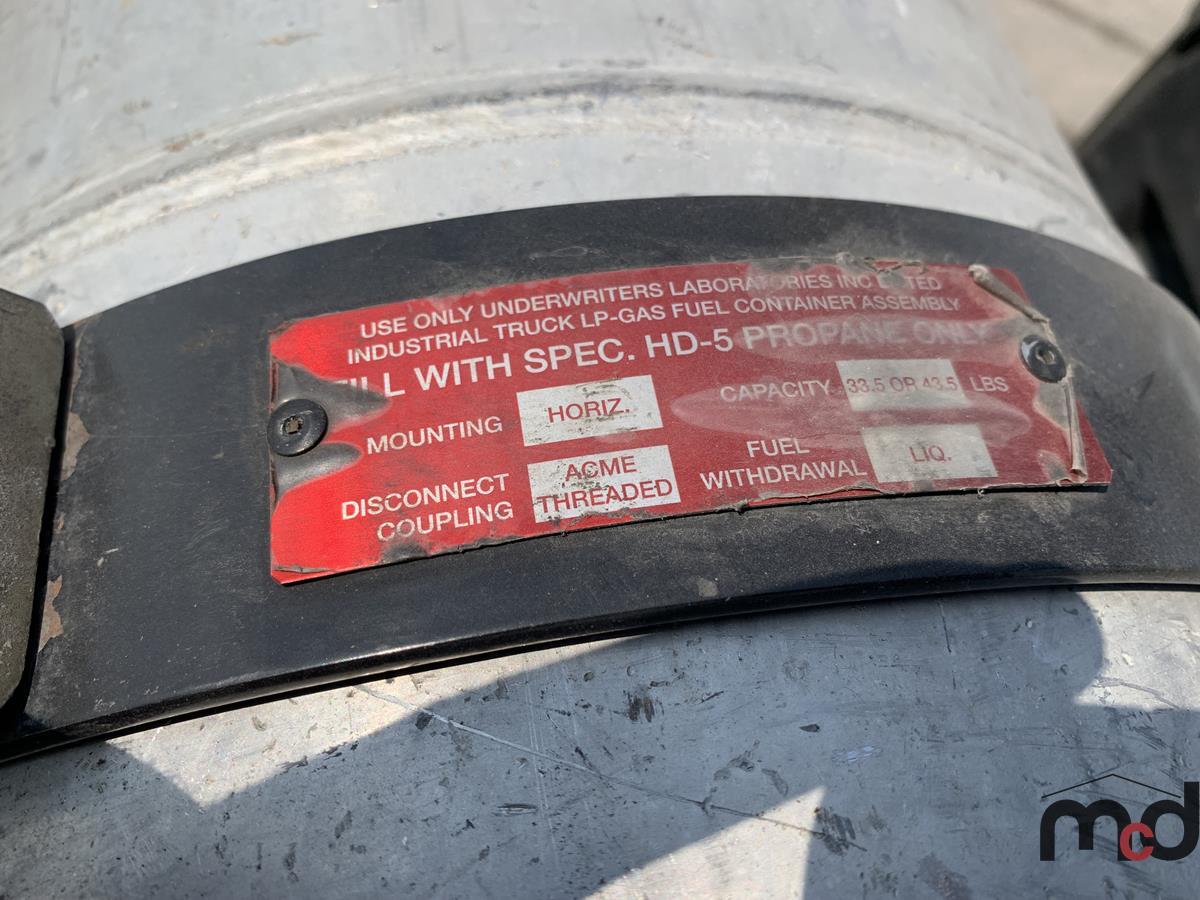 USE ONLY UNDERWRITERS LABORATORIES INC LISTED
INDUSTRIAL TRUCK LP-GAS FUEL CONTAINER ASSEMBLY
FILL WITH SPEC. HD-5 PROPANE ONLY
MOUNTING HORIZ. CAPACITY 33.5 OR 43.5 LBS
DISCONNECT COUPLING ACME THREADED
FUEL WITHDRAWAL LIQ.
mcd